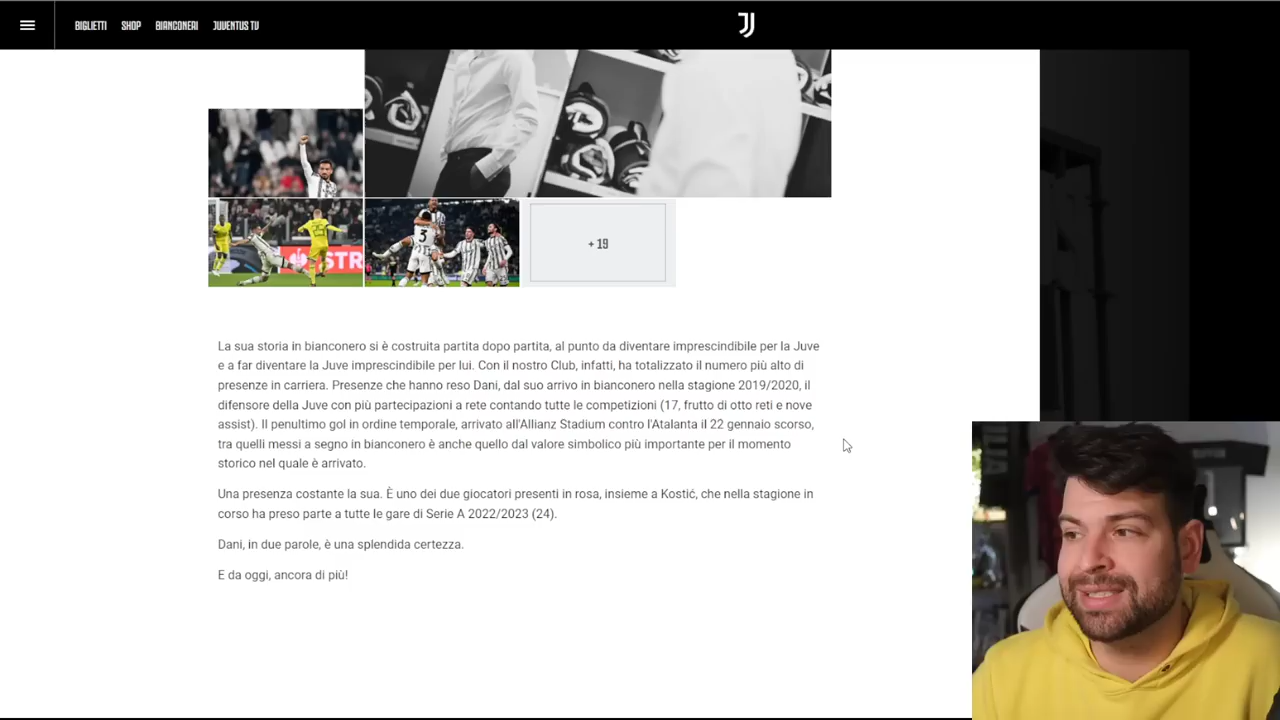 BIGLIETTI SHOP BIANCONERI JUVENTUS TV
STR
3
+ 19
La sua storia in bianconero si è costruita partita dopo partita, al punto da diventare imprescindibile per la Juve
e a far diventare la Juve imprescindibile per lui. Con il nostro Club, infatti, ha totalizzato il numero più alto di
presenze in carriera. Presenze che hanno reso Dani, dal suo arrivo in bianconero nella stagione 2019/2020, il
difensore della Juve con più partecipazioni a rete contando tutte le competizioni (17, frutto di otto reti e nove
assist). Il penultimo gol in ordine temporale, arrivato all'Allianz Stadium contro l'Atalanta il 22 gennaio scorso,
tra quelli messi a segno in bianconero è anche quello dal valore simbolico più importante per il momento
storico nel quale è arrivato.
Una presenza costante la sua. È uno dei due giocatori presenti in rosa, insieme a Kostić, che nella stagione in
corso ha preso parte a tutte le gare di Serie A 2022/2023 (24).
Dani, in due parole, è una splendida certezza.
E da oggi, ancora di più!